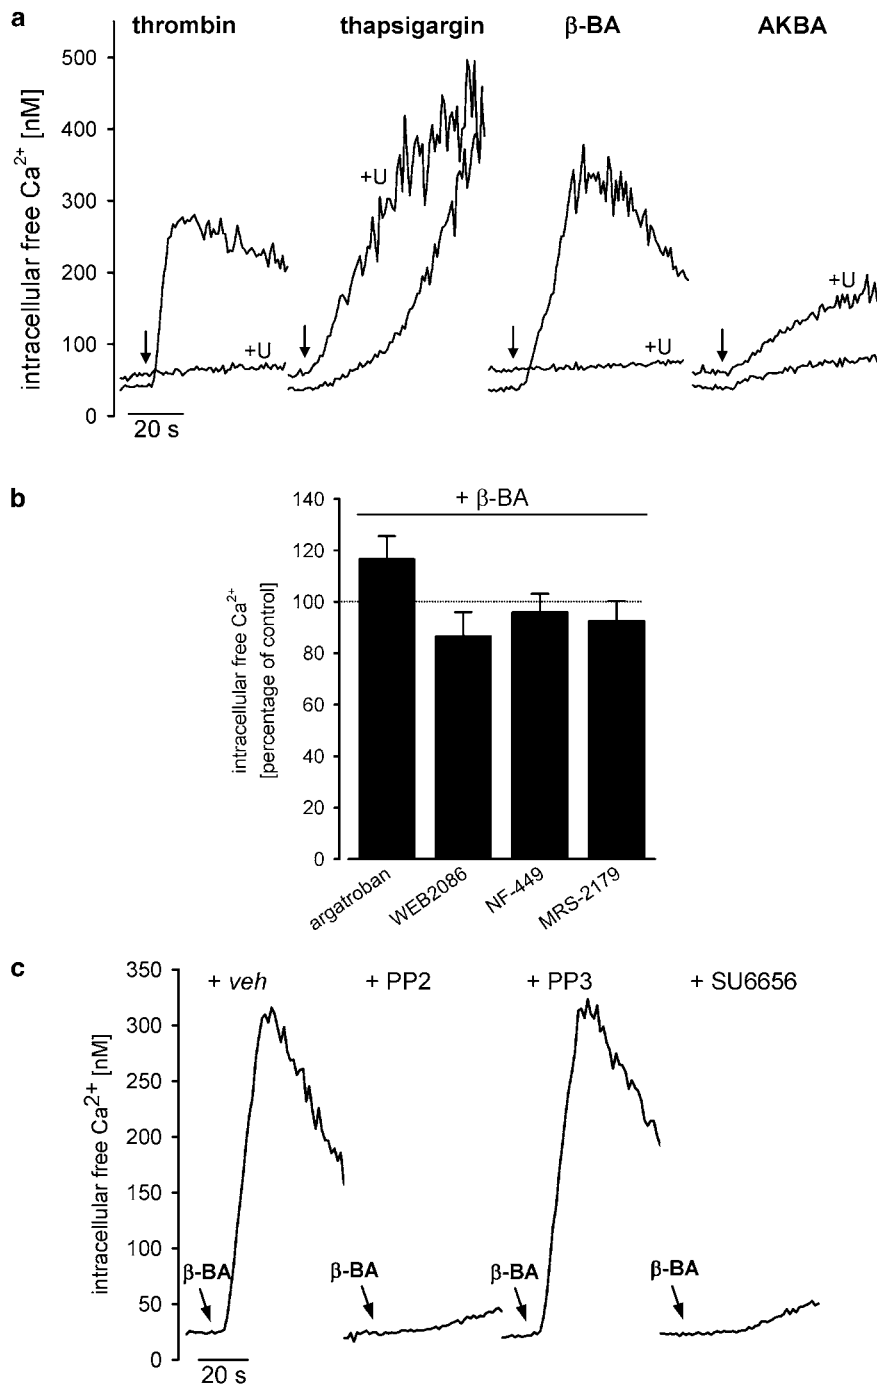 a
thrombin thapsigargin β-BA AKBA
intracellular free Ca²⁺ [nM]
500
400
300
200
100
0
+U
+U
+U
+U
20 s
b
+ β-BA
intracellular free Ca²⁺
[percentage of control]
140
120
100
80
60
40
20
0
argatroban
WEB2086
NF-449
MRS-2179
c
+ veh + PP2 + PP3 + SU6656
intracellular free Ca²⁺ [nM]
350
300
250
200
150
100
50
0
β-BA β-BA β-BA β-BA
20 s